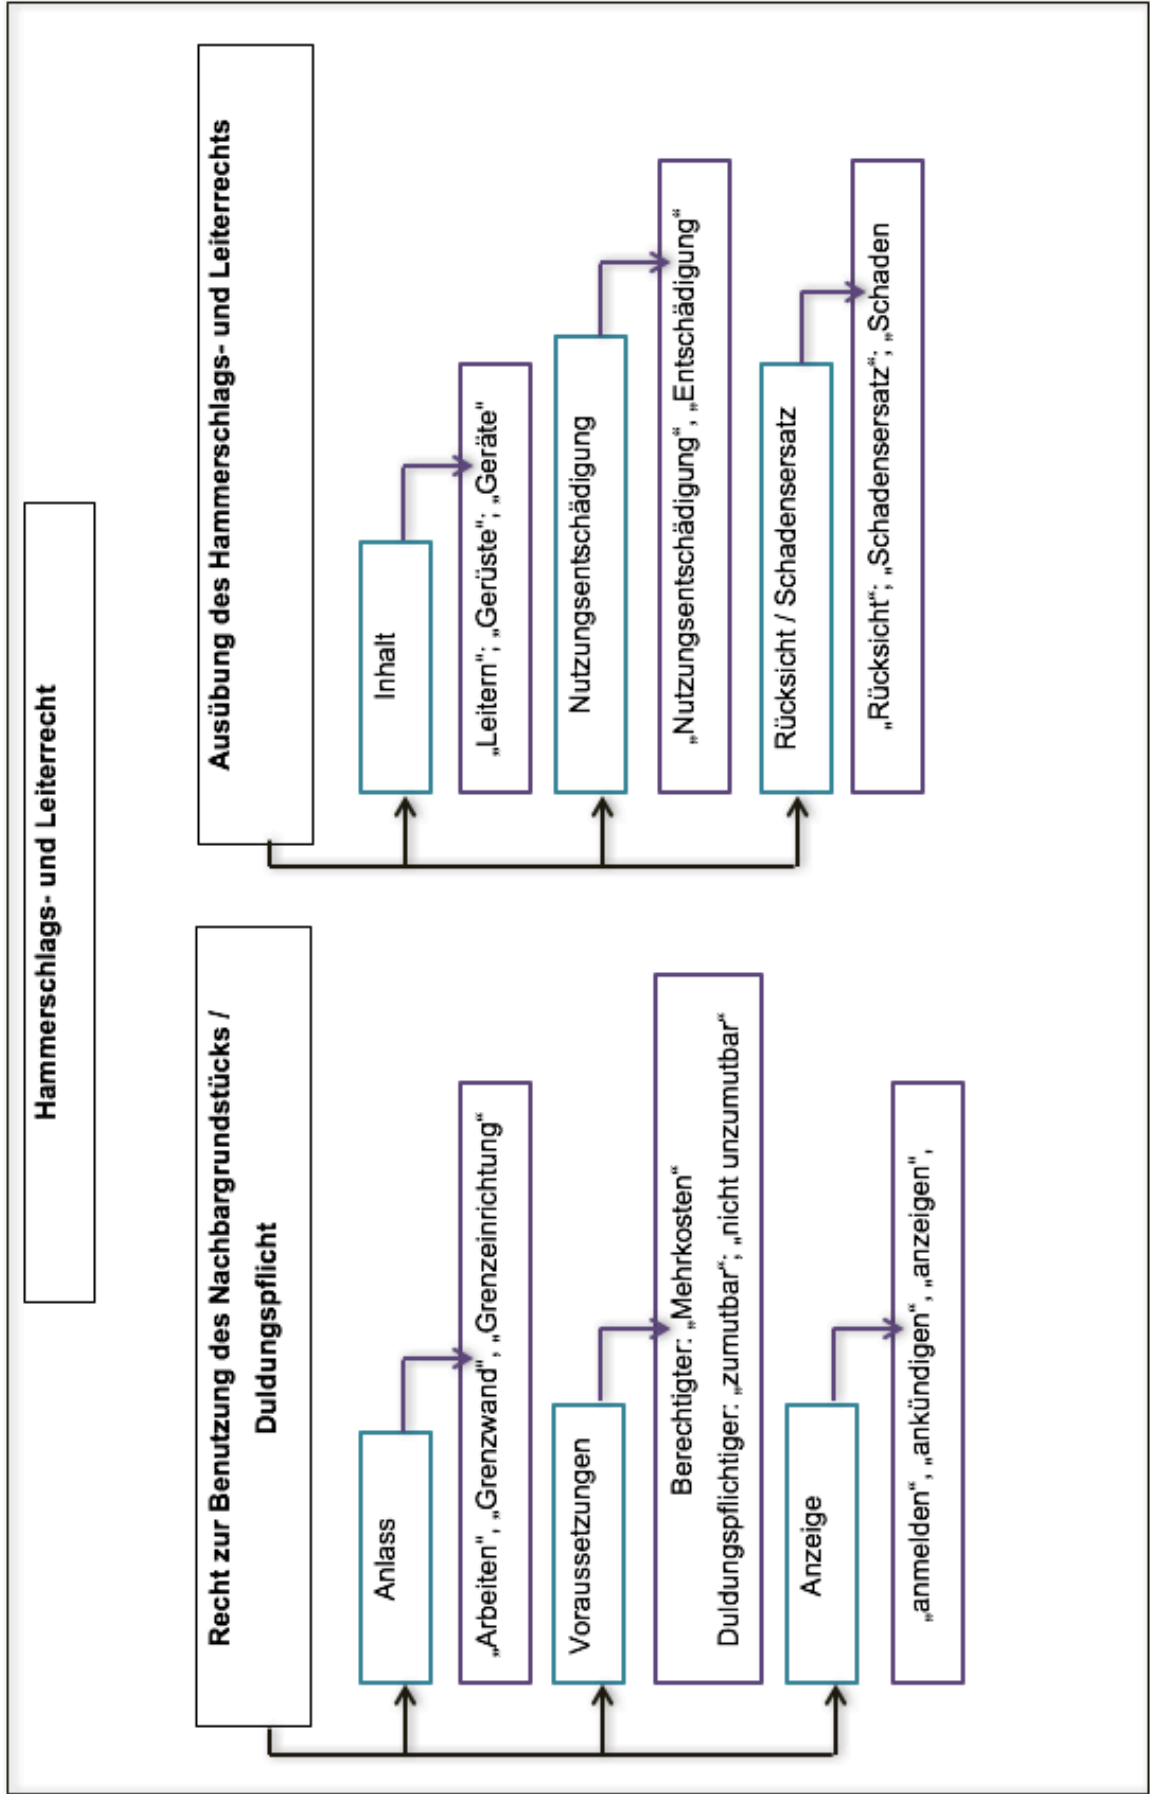 Hammerschlags- und Leiterrecht
Recht zur Benutzung des Nachbargrundstücks /
Duldungspflicht
Anlass
„Arbeiten“, „Grenzwand“, „Grenzeinrichtung“
Voraussetzungen
Berechtigter: „Mehrkosten“
Duldungspflichtiger: „zumutbar“; „nicht unzumutbar“
Anzeige
„anmelden“, „ankündigen“, „anzeigen“,
Ausübung des Hammerschlags- und Leiterrechts
Inhalt
„Leitern“; „Gerüste“; „Geräte“
Nutzungsentschädigung
„Nutzungsentschädigung“, „Entschädigung“
Rücksicht / Schadensersatz
„Rücksicht“; „Schadensersatz“; „Schaden